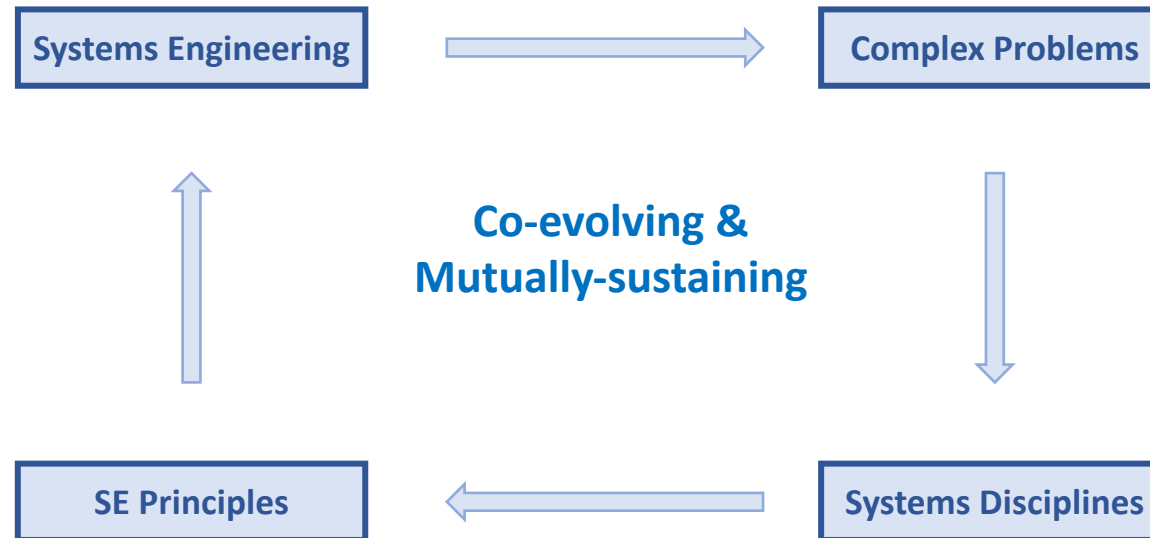 Systems Engineering
Complex Problems
Co-evolving &
Mutually-sustaining
SE Principles
Systems Disciplines